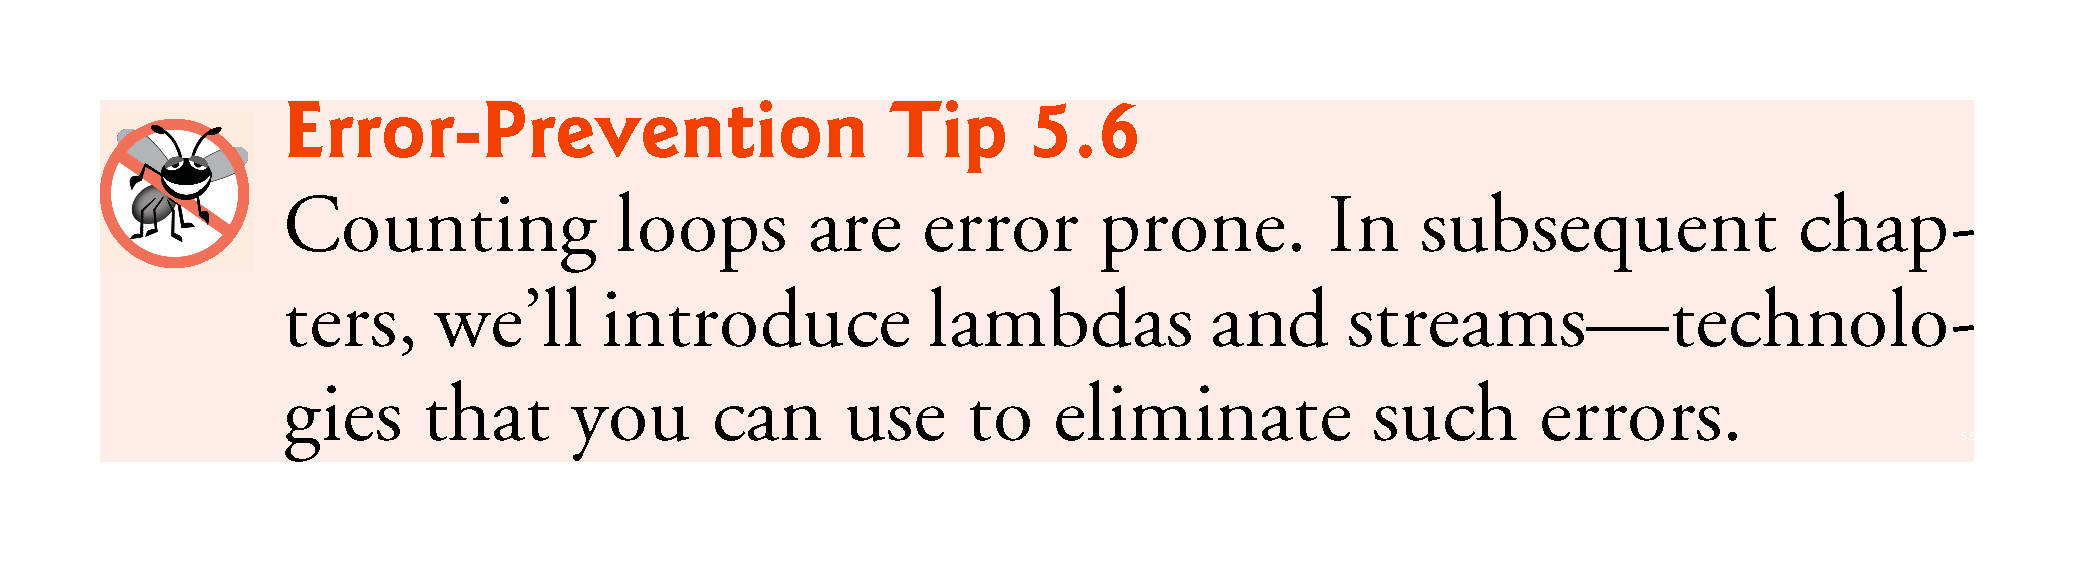 Error-Prevention Tip 5.6
Counting loops are error prone. In subsequent chap-
ters, we’ll introduce lambdas and streams—technolo-
gies that you can use to eliminate such errors.